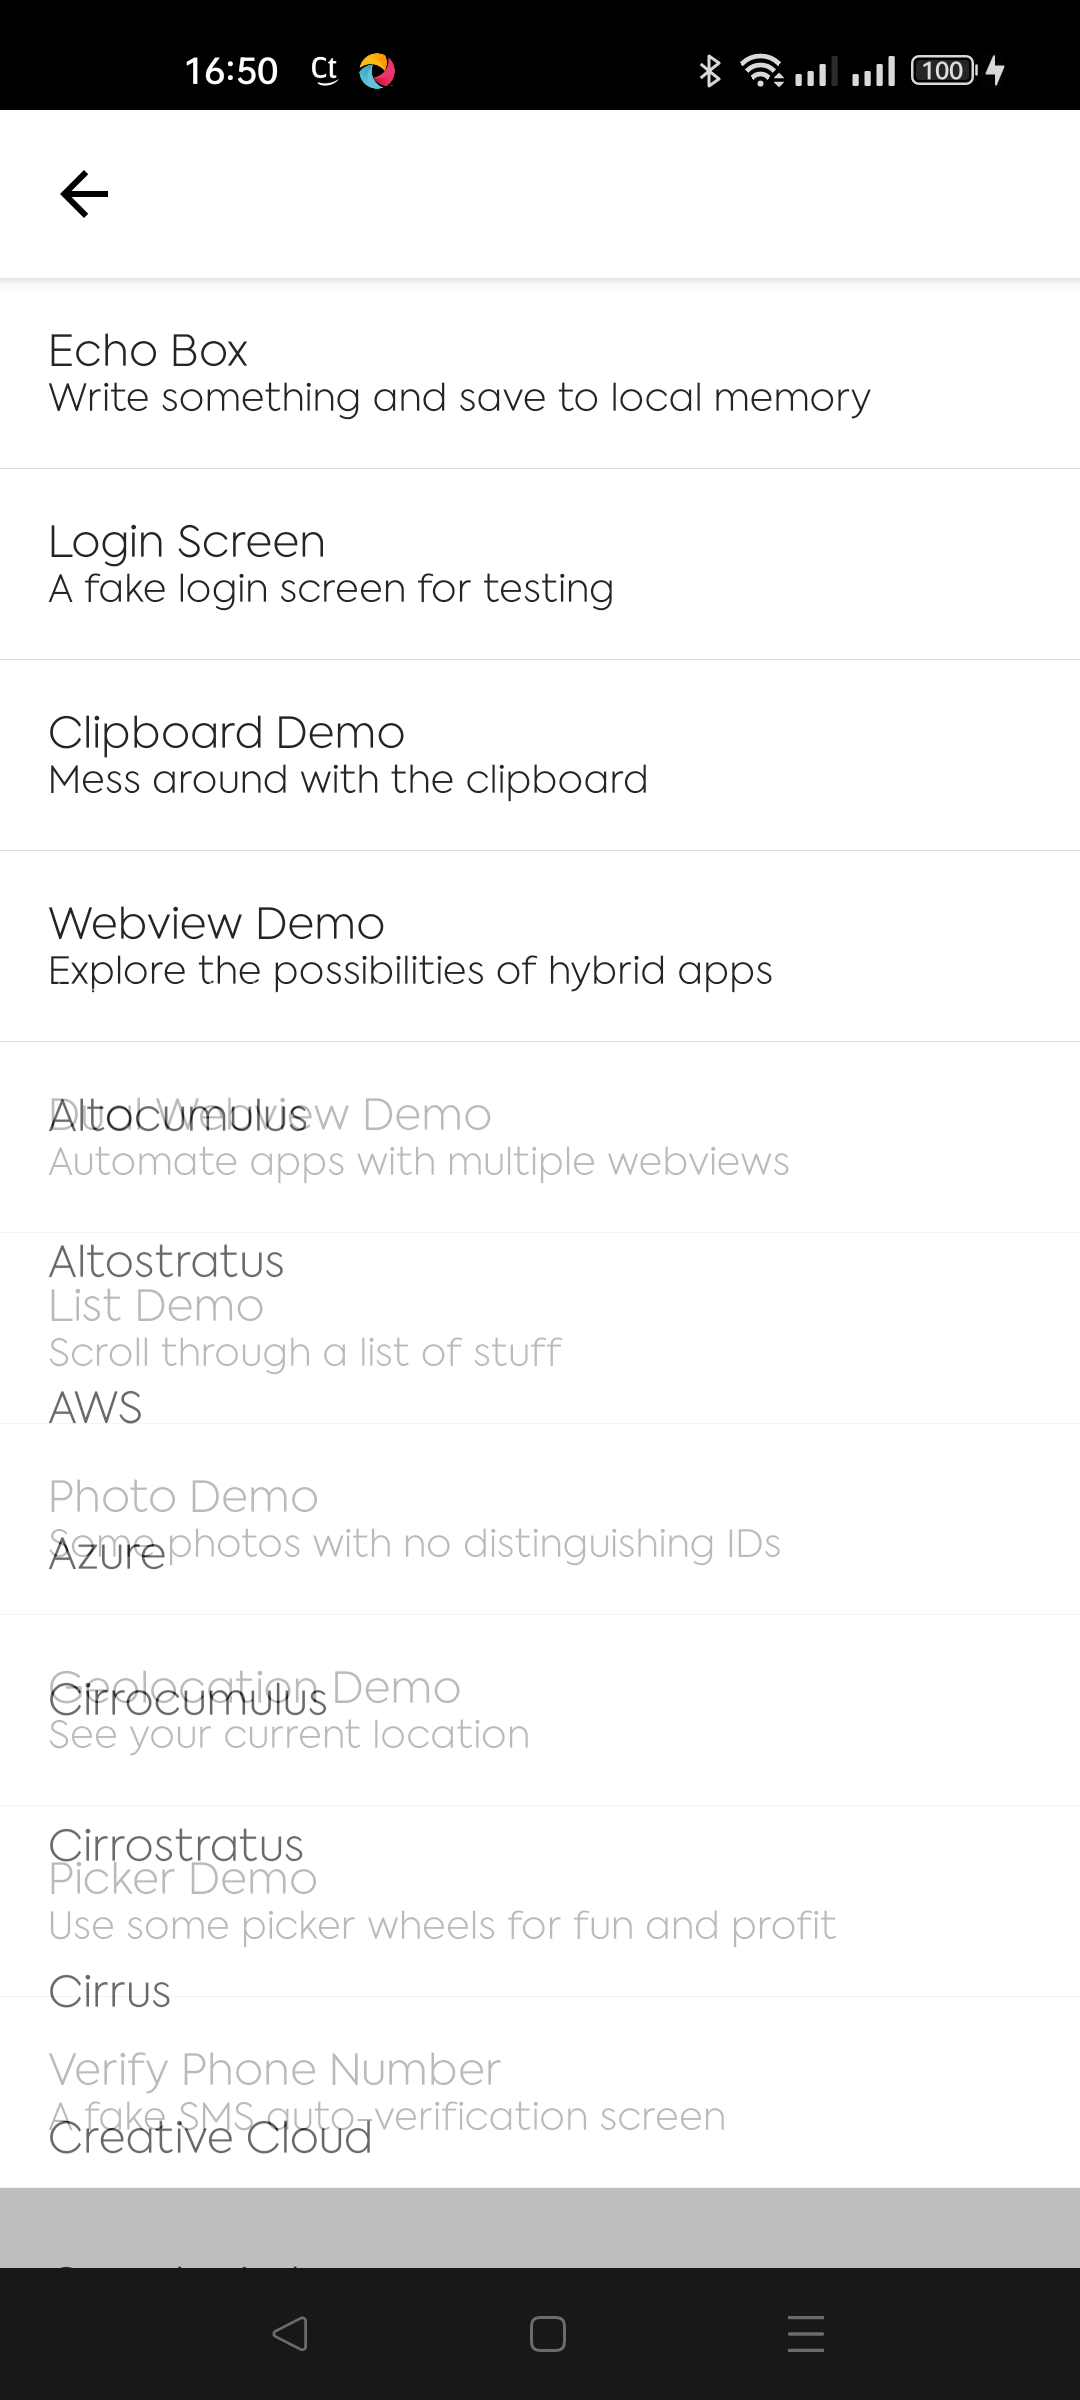 16:50 Ct 100
Echo Box
Write something and save to local memory
Login Screen
A fake login screen for testing
Clipboard Demo
Mess around with the clipboard
Webview Demo
Explore the possibilities of hybrid apps
Dual Webview Demo
Altocumulus
Automate apps with multiple webviews
Altostratus
List Demo
Scroll through a list of stuff
AWS
Photo Demo
Some photos with no distinguishing IDs
Azure
Geolocation Demo
Cirrocumulus
See your current location
Cirrostratus
Picker Demo
Use some picker wheels for fun and profit
Cirrus
Verify Phone Number
A fake SMS auto-verification screen
Creative Cloud